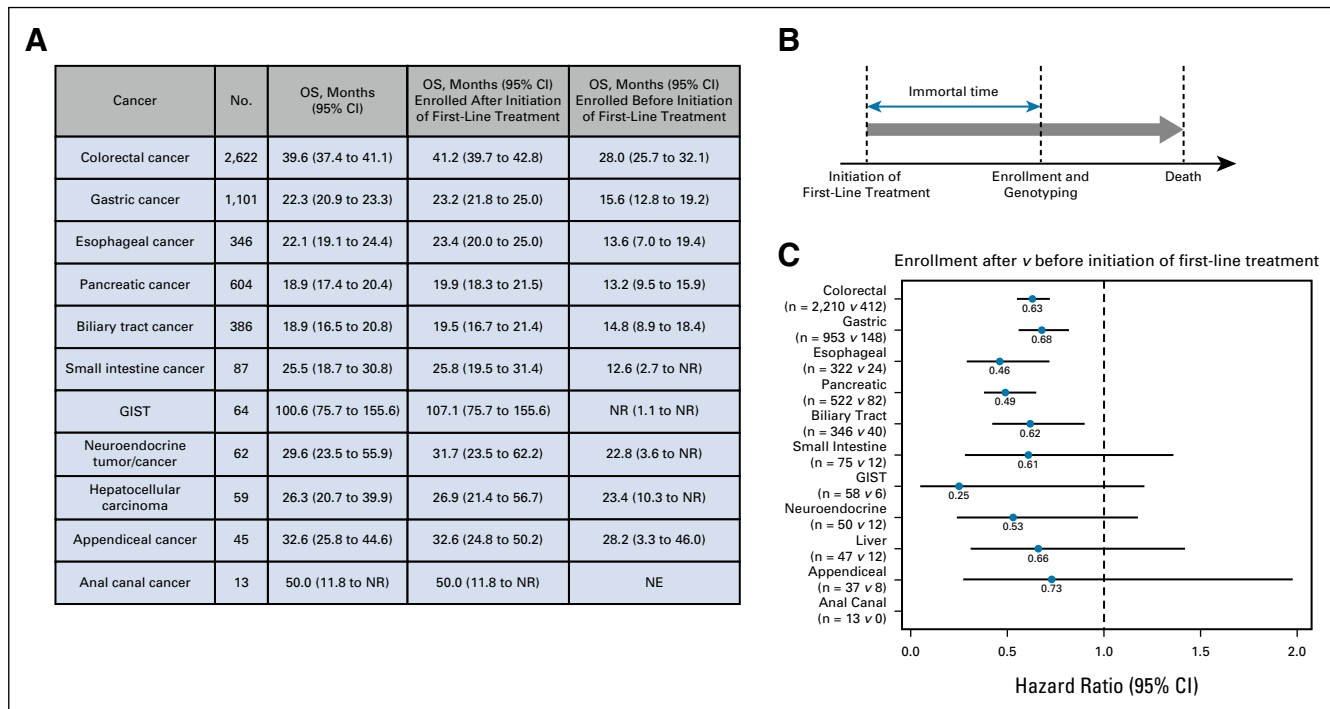 A
Cancer
No.
OS, Months
(95% CI)
OS, Months (95% CI)
Enrolled After Initiation
of First-Line Treatment
OS, Months (95% CI)
Enrolled Before Initiation
of First-Line Treatment
Colorectal cancer 2,622 39.6 (37.4 to 41.1) 41.2 (39.7 to 42.8) 28.0 (25.7 to 32.1)
Gastric cancer 1,101 22.3 (20.9 to 23.3) 23.2 (21.8 to 25.0) 15.6 (12.8 to 19.2)
Esophageal cancer 346 22.1 (19.1 to 24.4) 23.4 (20.0 to 25.0) 13.6 (7.0 to 19.4)
Pancreatic cancer 604 18.9 (17.4 to 20.4) 19.9 (18.3 to 21.5) 13.2 (9.5 to 15.9)
Biliary tract cancer 386 18.9 (16.5 to 20.8) 19.5 (16.7 to 21.4) 14.8 (8.9 to 18.4)
Small intestine cancer 87 25.5 (18.7 to 30.8) 25.8 (19.5 to 31.4) 12.6 (2.7 to NR)
GIST 64 100.6 (75.7 to 155.6) 107.1 (75.7 to 155.6) NR (1.1 to NR)
Neuroendocrine
tumor/cancer 62 29.6 (23.5 to 55.9) 31.7 (23.5 to 62.2) 22.8 (3.6 to NR)
Hepatocellular
carcinoma 59 26.3 (20.7 to 39.9) 26.9 (21.4 to 56.7) 23.4 (10.3 to NR)
Appendiceal cancer 45 32.6 (25.8 to 44.6) 32.6 (24.8 to 50.2) 28.2 (3.3 to 46.0)
Anal canal cancer 13 50.0 (11.8 to NR) 50.0 (11.8 to NR) NE
B
Immortal time
Initiation of
First-Line Treatment
Enrollment and
Genotyping
Death
C
Enrollment after v before initiation of first-line treatment
Colorectal
(n = 2,210 v 412)
0.63
Gastric
(n = 953 v 148)
0.68
Esophageal
(n = 322 v 24)
0.46
Pancreatic
(n = 522 v 82)
0.49
Biliary Tract
(n = 346 v 40)
0.62
Small Intestine
(n = 75 v 12)
0.61
GIST
(n = 58 v 6)
0.25
Neuroendocrine
(n = 50 v 12)
0.53
Liver
(n = 47 v 12)
0.66
Appendiceal
(n = 37 v 8)
0.73
Anal Canal
(n = 13 v 0)
0.0 0.5 1.0 1.5 2.0
Hazard Ratio (95% CI)